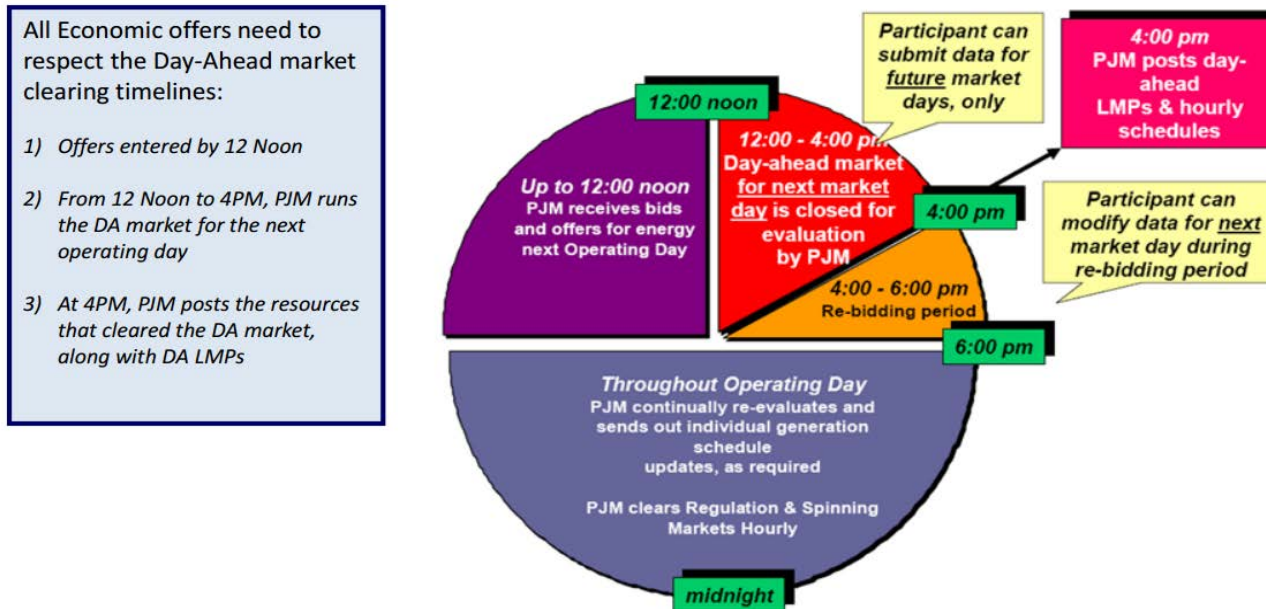 All Economic offers need to
respect the Day-Ahead market
clearing timelines:
1) Offers entered by 12 Noon
2) From 12 Noon to 4PM, PJM runs
the DA market for the next
operating day
3) At 4PM, PJM posts the resources
that cleared the DA market,
along with DA LMPs
12:00 noon
Participant can
submit data for
future market
days, only
4:00 pm
PJM posts day-
ahead
LMPs & hourly
schedules
Up to 12:00 noon
PJM receives bids
and offers for energy
next Operating Day
12:00 - 4:00 pm
Day-ahead market
for next market
day is closed for
evaluation
by PJM
4:00 pm
Participant can
modify data for next
market day during
re-bidding period
4:00 - 6:00 pm
Re-bidding period
6:00 pm
Throughout Operating Day
PJM continually re-evaluates and
sends out individual generation
schedule
updates, as required
PJM clears Regulation & Spinning
Markets Hourly
midnight